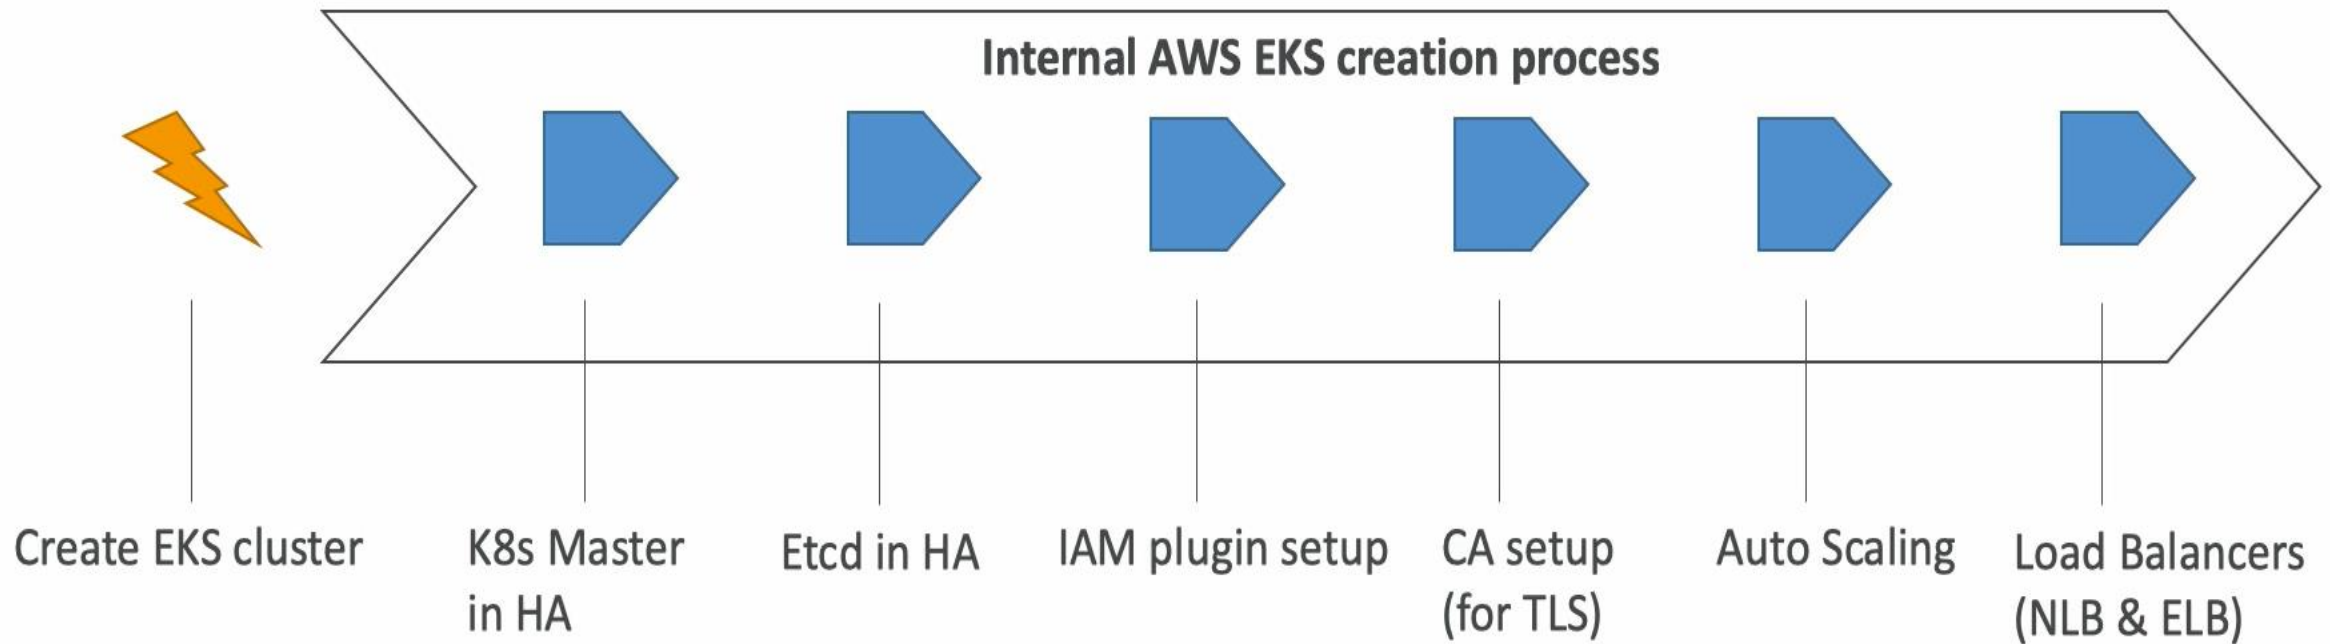 Internal AWS EKS creation process
Create EKS cluster
K8s Master
in HA
Etcd in HA
IAM plugin setup
CA setup
(for TLS)
Auto Scaling
Load Balancers
(NLB & ELB)